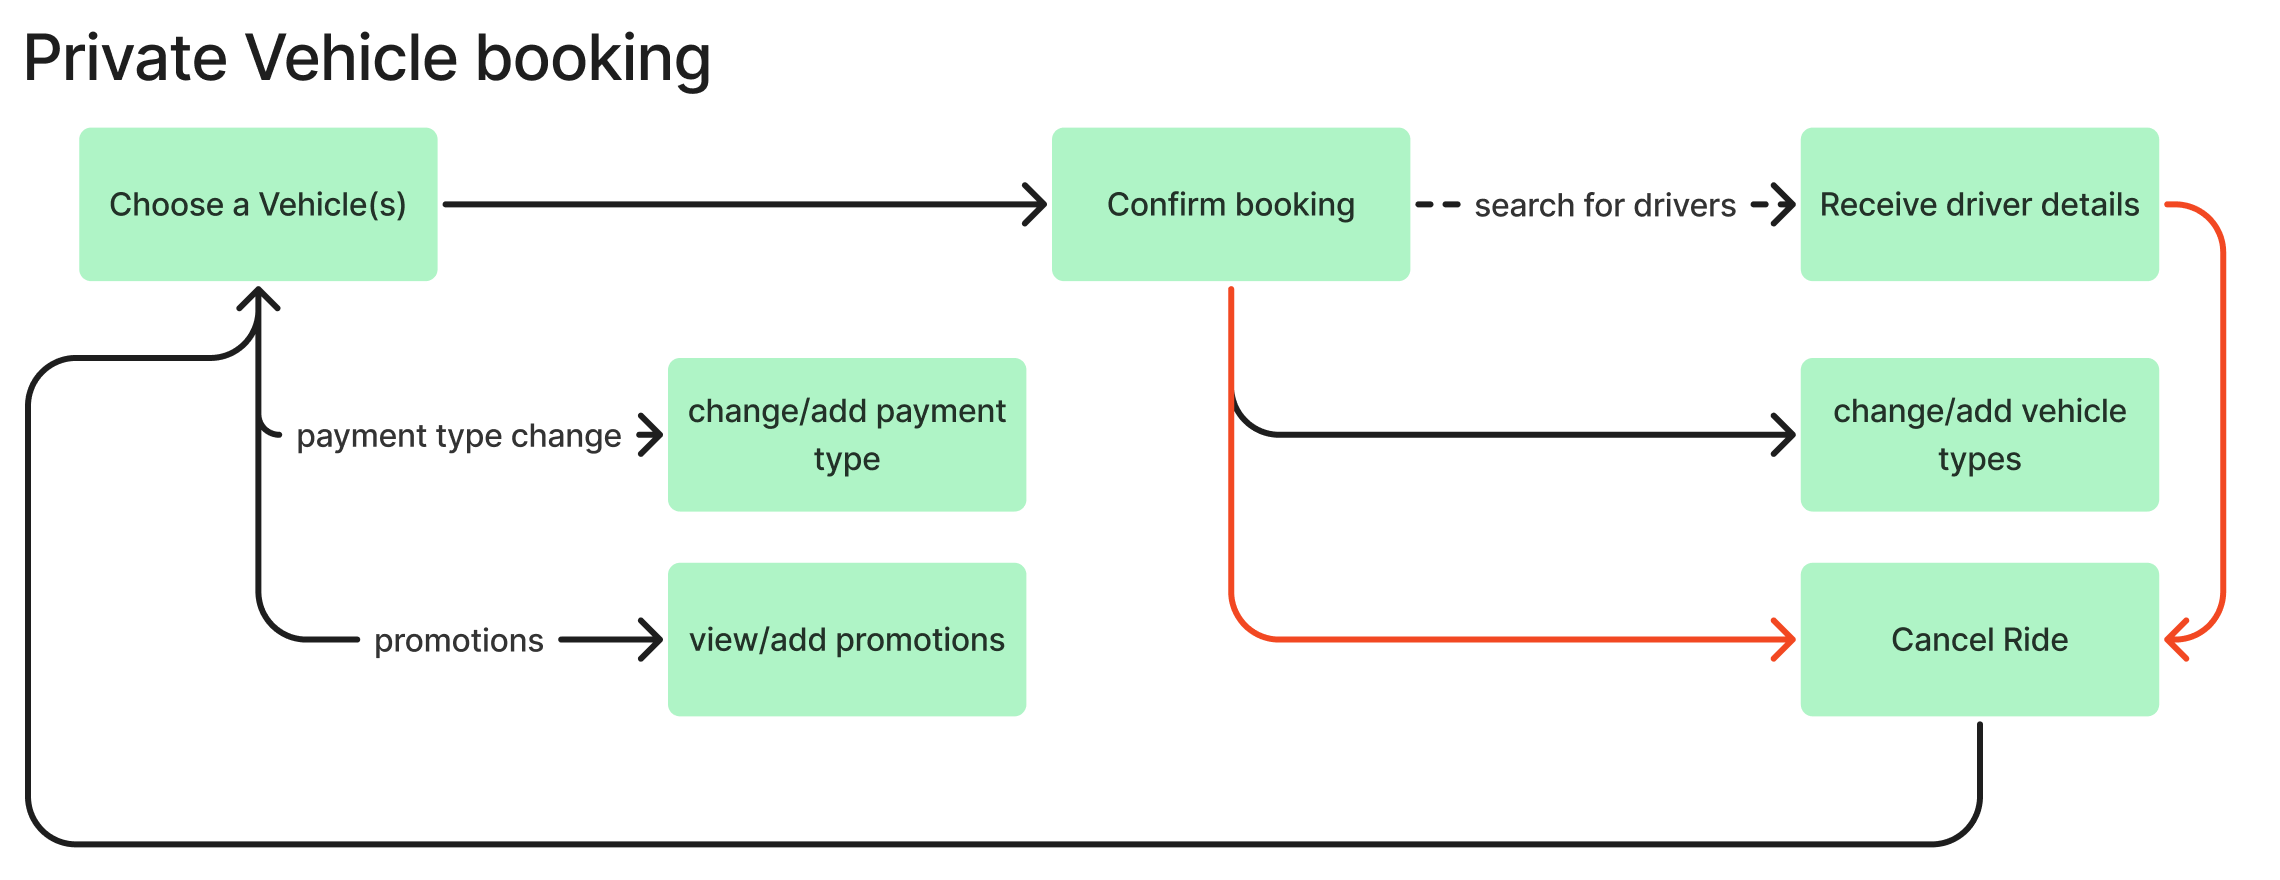 Private Vehicle booking
Choose a Vehicle(s)
Confirm booking
search for drivers
Receive driver details
payment type change
change/add payment
type
change/add vehicle
types
promotions
view/add promotions
Cancel Ride